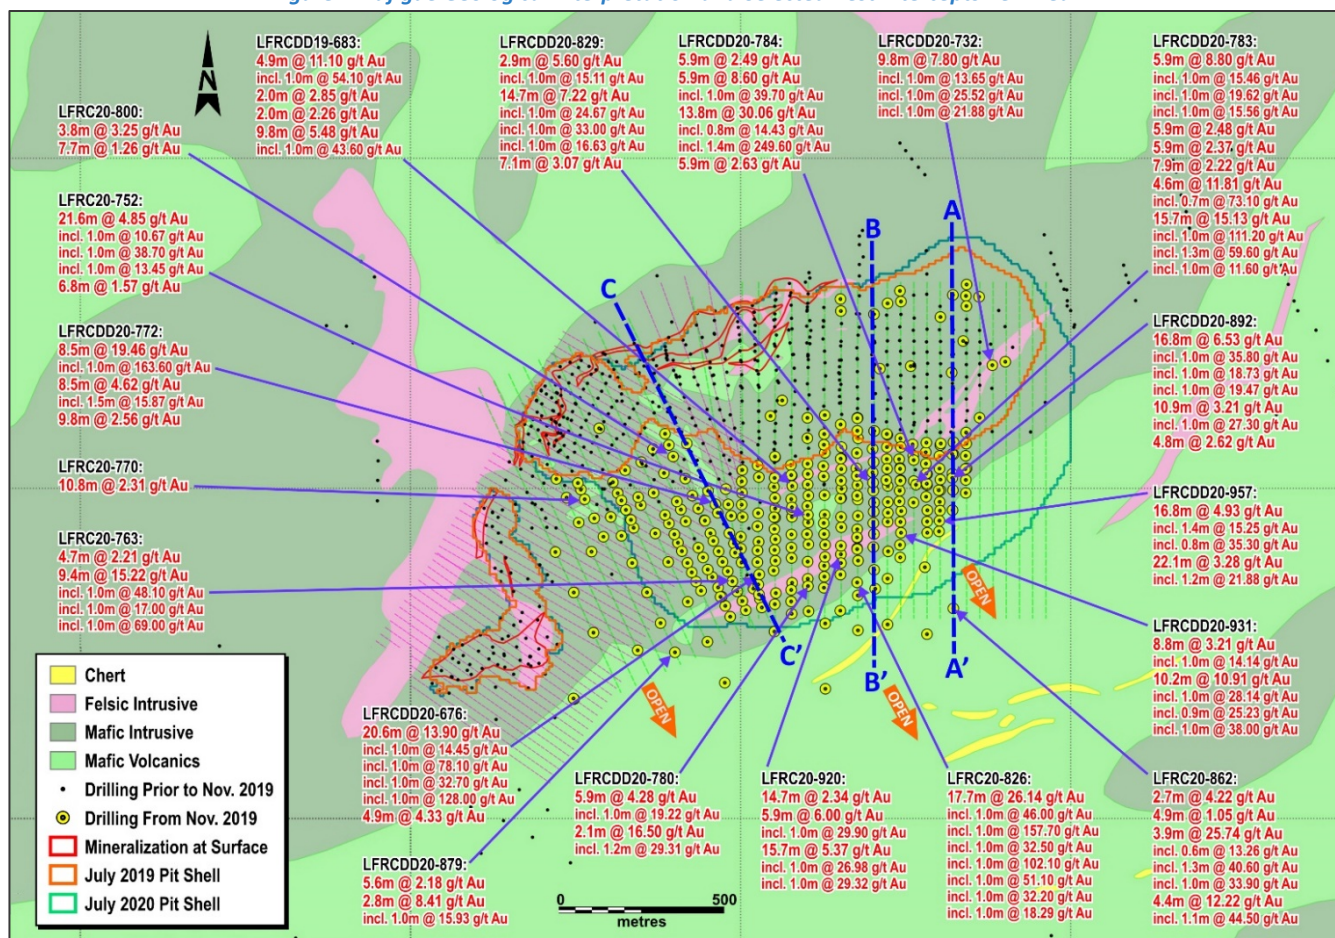 N
LFRCDD19-683:
4.9m @ 11.10 g/t Au
incl. 1.0m @ 54.10 g/t Au
2.0m @ 2.85 g/t Au
2.0m @ 2.26 g/t Au
9.8m @ 5.48 g/t Au
incl. 1.0m @ 43.60 g/t Au
LFRCDD20-829:
2.9m @ 5.60 g/t Au
incl. 1.0m @ 15.11 g/t Au
14.7m @ 7.22 g/t Au
incl. 1.0m @ 24.67 g/t Au
incl. 1.0m @ 33.00 g/t Au
incl. 1.0m @ 16.63 g/t Au
7.1m @ 3.07 g/t Au
LFRCDD20-784:
5.9m @ 2.49 g/t Au
5.9m @ 8.60 g/t Au
incl. 1.0m @ 39.70 g/t Au
13.8m @ 30.06 g/t Au
incl. 0.8m @ 14.43 g/t Au
incl. 1.4m @ 249.60 g/t Au
5.9m @ 2.63 g/t Au
LFRCDD20-732:
9.8m @ 7.80 g/t Au
incl. 1.0m @ 13.65 g/t Au
incl. 1.0m @ 25.52 g/t Au
incl. 1.0m @ 21.88 g/t Au
LFRCDD20-783:
5.9m @ 8.80 g/t Au
incl. 1.0m @ 15.46 g/t Au
incl. 1.0m @ 19.62 g/t Au
incl. 1.0m @ 15.56 g/t Au
5.9m @ 2.48 g/t Au
5.9m @ 2.37 g/t Au
7.9m @ 2.22 g/t Au
4.6m @ 11.81 g/t Au
incl. 0.7m @ 73.10 g/t Au
15.7m @ 15.13 g/t Au
incl. 1.0m @ 111.20 g/t Au
incl. 1.3m @ 59.60 g/t Au
incl. 1.0m @ 11.60 g/t Au
LFRC20-800:
3.8m @ 3.25 g/t Au
7.7m @ 1.26 g/t Au
LFRC20-752:
21.6m @ 4.85 g/t Au
incl. 1.0m @ 10.67 g/t Au
incl. 1.0m @ 38.70 g/t Au
incl. 1.0m @ 13.45 g/t Au
6.8m @ 1.57 g/t Au
LFRCDD20-772:
8.5m @ 19.46 g/t Au
incl. 1.0m @ 163.60 g/t Au
8.5m @ 4.62 g/t Au
incl. 1.5m @ 15.87 g/t Au
9.8m @ 2.56 g/t Au
LFRC20-770:
10.8m @ 2.31 g/t Au
LFRC20-763:
4.7m @ 2.21 g/t Au
9.4m @ 15.22 g/t Au
incl. 1.0m @ 48.10 g/t Au
incl. 1.0m @ 17.00 g/t Au
incl. 1.0m @ 69.00 g/t Au
C
B
A
C'
B'
A'
OPEN
OPEN
OPEN
LFRCDD20-892:
16.8m @ 6.53 g/t Au
incl. 1.0m @ 35.80 g/t Au
incl. 1.0m @ 18.73 g/t Au
incl. 1.0m @ 19.47 g/t Au
10.9m @ 3.21 g/t Au
incl. 1.0m @ 27.30 g/t Au
4.8m @ 2.62 g/t Au
LFRCDD20-957:
16.8m @ 4.93 g/t Au
incl. 1.4m @ 15.25 g/t Au
incl. 0.8m @ 35.30 g/t Au
22.1m @ 3.28 g/t Au
incl. 1.2m @ 21.88 g/t Au
LFRCDD20-931:
8.8m @ 3.21 g/t Au
incl. 1.0m @ 14.14 g/t Au
10.2m @ 10.91 g/t Au
incl. 1.0m @ 28.14 g/t Au
incl. 0.9m @ 25.23 g/t Au
incl. 1.0m @ 38.00 g/t Au
Chert
Felsic Intrusive
Mafic Intrusive
Mafic Volcanics
Drilling Prior to Nov. 2019
Drilling From Nov. 2019
Mineralization at Surface
July 2019 Pit Shell
July 2020 Pit Shell
LFRCDD20-676:
20.6m @ 13.90 g/t Au
incl. 1.0m @ 14.45 g/t Au
incl. 1.0m @ 78.10 g/t Au
incl. 1.0m @ 32.70 g/t Au
incl. 1.0m @ 128.00 g/t Au
4.9m @ 4.33 g/t Au
LFRCDD20-879:
5.6m @ 2.18 g/t Au
2.8m @ 8.41 g/t Au
incl. 1.0m @ 15.93 g/t Au
LFRCDD20-780:
5.9m @ 4.28 g/t Au
incl. 1.0m @ 19.22 g/t Au
2.1m @ 16.50 g/t Au
incl. 1.2m @ 29.31 g/t Au
LFRC20-920:
14.7m @ 2.34 g/t Au
5.9m @ 6.00 g/t Au
incl. 1.0m @ 29.90 g/t Au
15.7m @ 5.37 g/t Au
incl. 1.0m @ 26.98 g/t Au
incl. 1.0m @ 29.32 g/t Au
LFRC20-826:
17.7m @ 26.14 g/t Au
incl. 1.0m @ 46.00 g/t Au
incl. 1.0m @ 157.70 g/t Au
incl. 1.0m @ 32.50 g/t Au
incl. 1.0m @ 102.10 g/t Au
incl. 1.0m @ 51.10 g/t Au
incl. 1.0m @ 32.20 g/t Au
incl. 1.0m @ 18.29 g/t Au
LFRC20-862:
2.7m @ 4.22 g/t Au
4.9m @ 1.05 g/t Au
3.9m @ 25.74 g/t Au
incl. 0.6m @ 13.26 g/t Au
incl. 1.3m @ 40.60 g/t Au
incl. 1.0m @ 33.90 g/t Au
4.4m @ 12.22 g/t Au
incl. 1.1m @ 44.50 g/t Au
0 500
metres